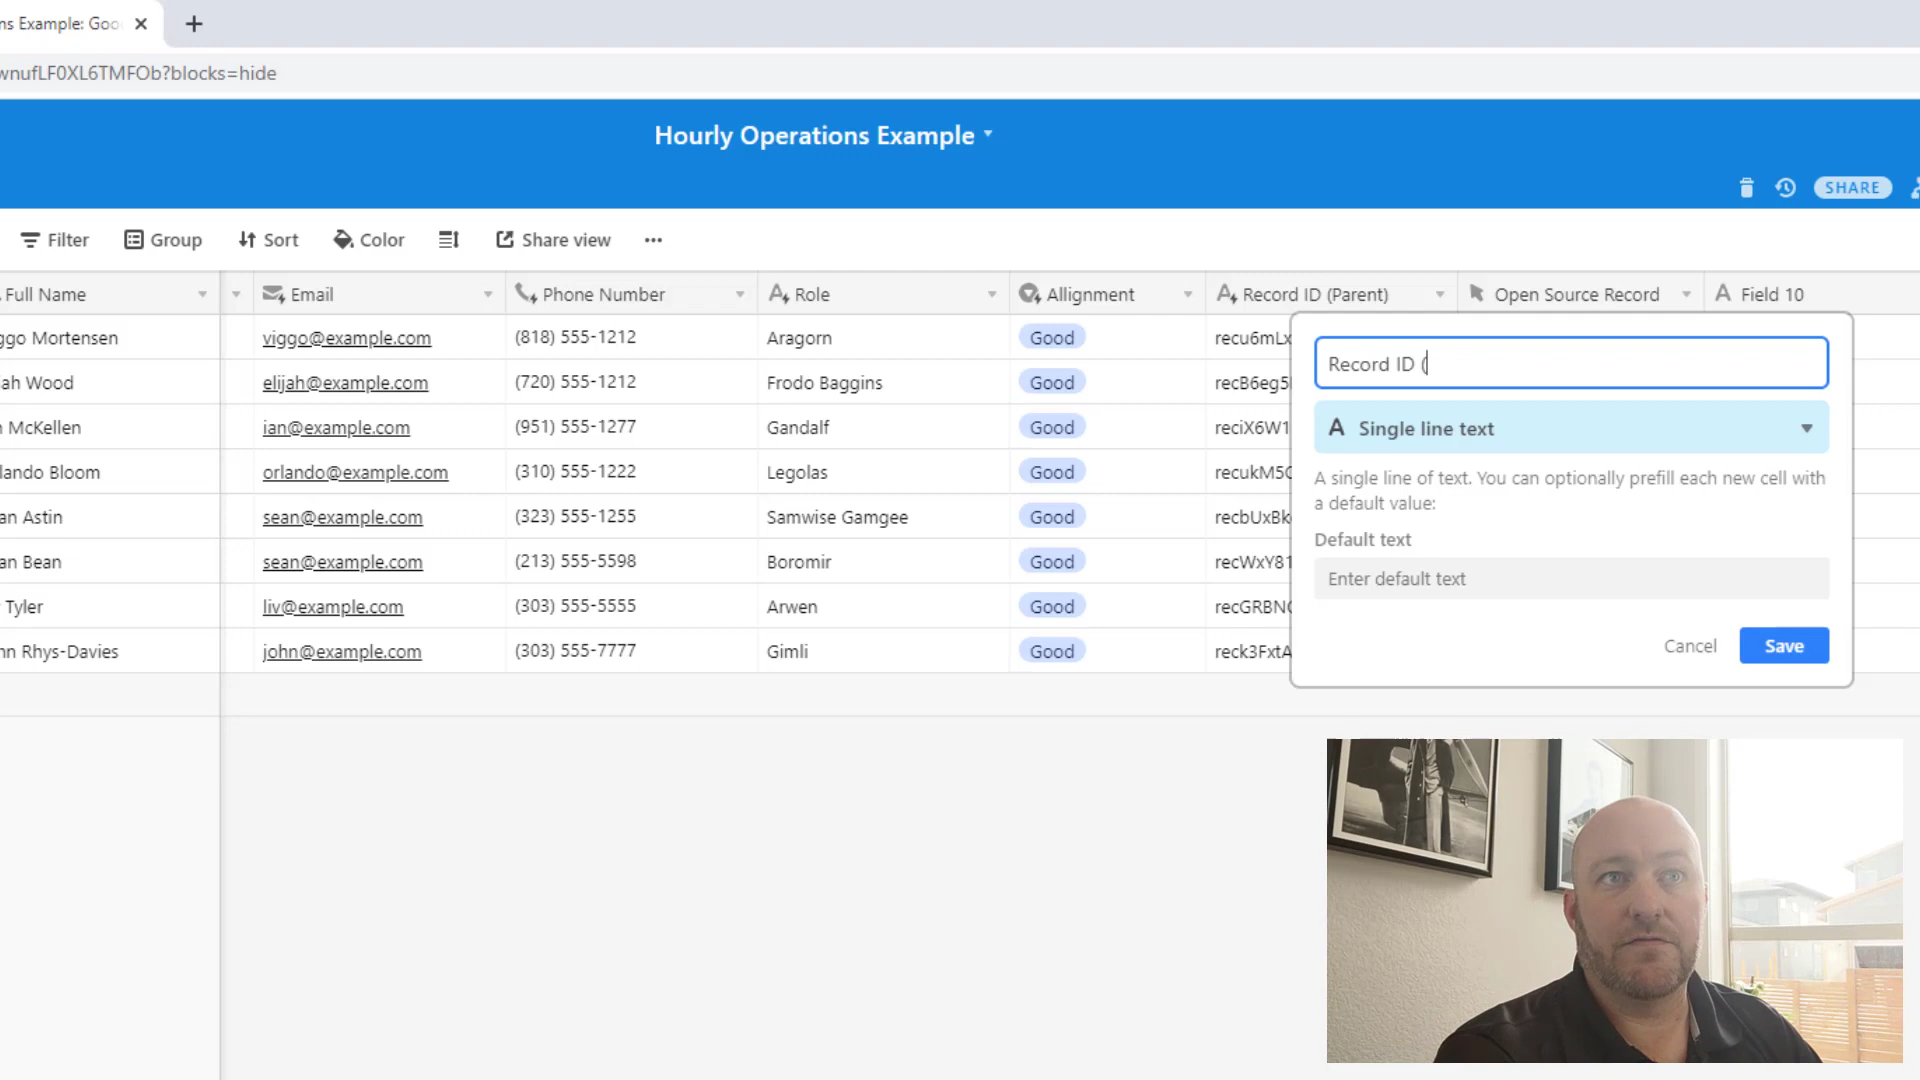 ns Example: Goo
wnufLF0XL6TMFOb?blocks=hide
Hourly Operations Example
SHARE
Filter Group Sort Color Share view
Full Name Email Phone Number Role Allignment Record ID (Parent) Open Source Record Field 10
ggo Mortensen viggo@example.com (818) 555-1212 Aragorn Good recu6mLx
ah Wood elijah@example.com (720) 555-1212 Frodo Baggins Good recB6eg5
n McKellen ian@example.com (951) 555-1277 Gandalf Good reciX6W1
lando Bloom orlando@example.com (310) 555-1222 Legolas Good recukM5C
an Astin sean@example.com (323) 555-1255 Samwise Gamgee Good recbUxBk
an Bean sean@example.com (213) 555-5598 Boromir Good recWxY81
Tyler liv@example.com (303) 555-5555 Arwen Good recGRBN
hn Rhys-Davies john@example.com (303) 555-7777 Gimli Good reck3FxtA
Record ID (
Single line text
A single line of text. You can optionally prefill each new cell with
a default value:
Default text
Enter default text
Cancel Save